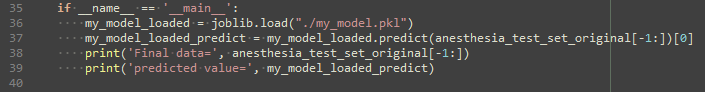 35 if __name__ == '__main__':
36     my_model_loaded = joblib.load("./my_model.pkl")
37     my_model_loaded_predict = my_model_loaded.predict(anesthesia_test_set_original[-1:])[0]
38     print('Final data=', anesthesia_test_set_original[-1:])
39     print('predicted value=', my_model_loaded_predict)
40